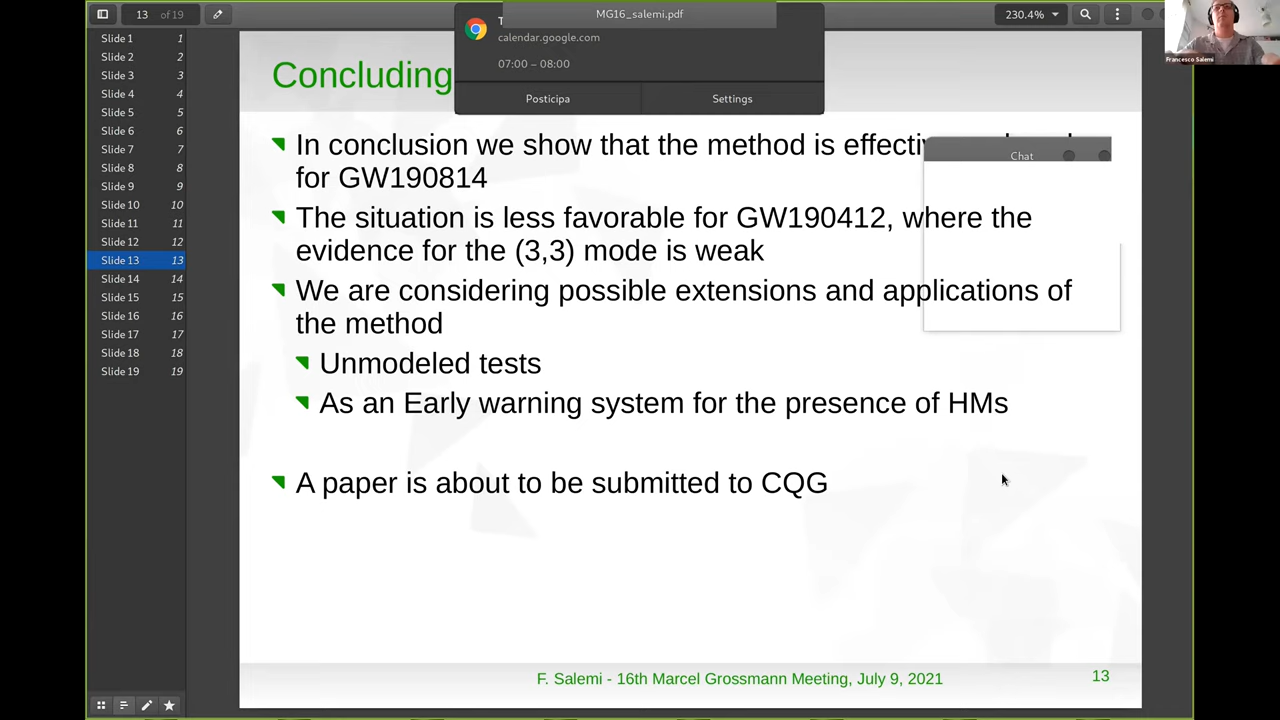 13 of 19
MG16_salemi.pdf
230.4%
calendar.google.com
07:00 – 08:00
Posticipa
Settings
Francesco Salemi
Slide 1 1
Slide 2 2
Slide 3 3
Slide 4 4
Slide 5 5
Slide 6 6
Slide 7 7
Slide 8 8
Slide 9 9
Slide 10 10
Slide 11 11
Slide 12 12
Slide 13 13
Slide 14 14
Slide 15 15
Slide 16 16
Slide 17 17
Slide 18 18
Slide 19 19
Concluding
In conclusion we show that the method is
for GW190814
Chat
The situation is less favorable for GW190412, where the
evidence for the (3,3) mode is weak
We are considering possible extensions and applications of
the method
Unmodeled tests
As an Early warning system for the presence of HMs
A paper is about to be submitted to CQG
F. Salemi - 16th Marcel Grossmann Meeting, July 9, 2021
13